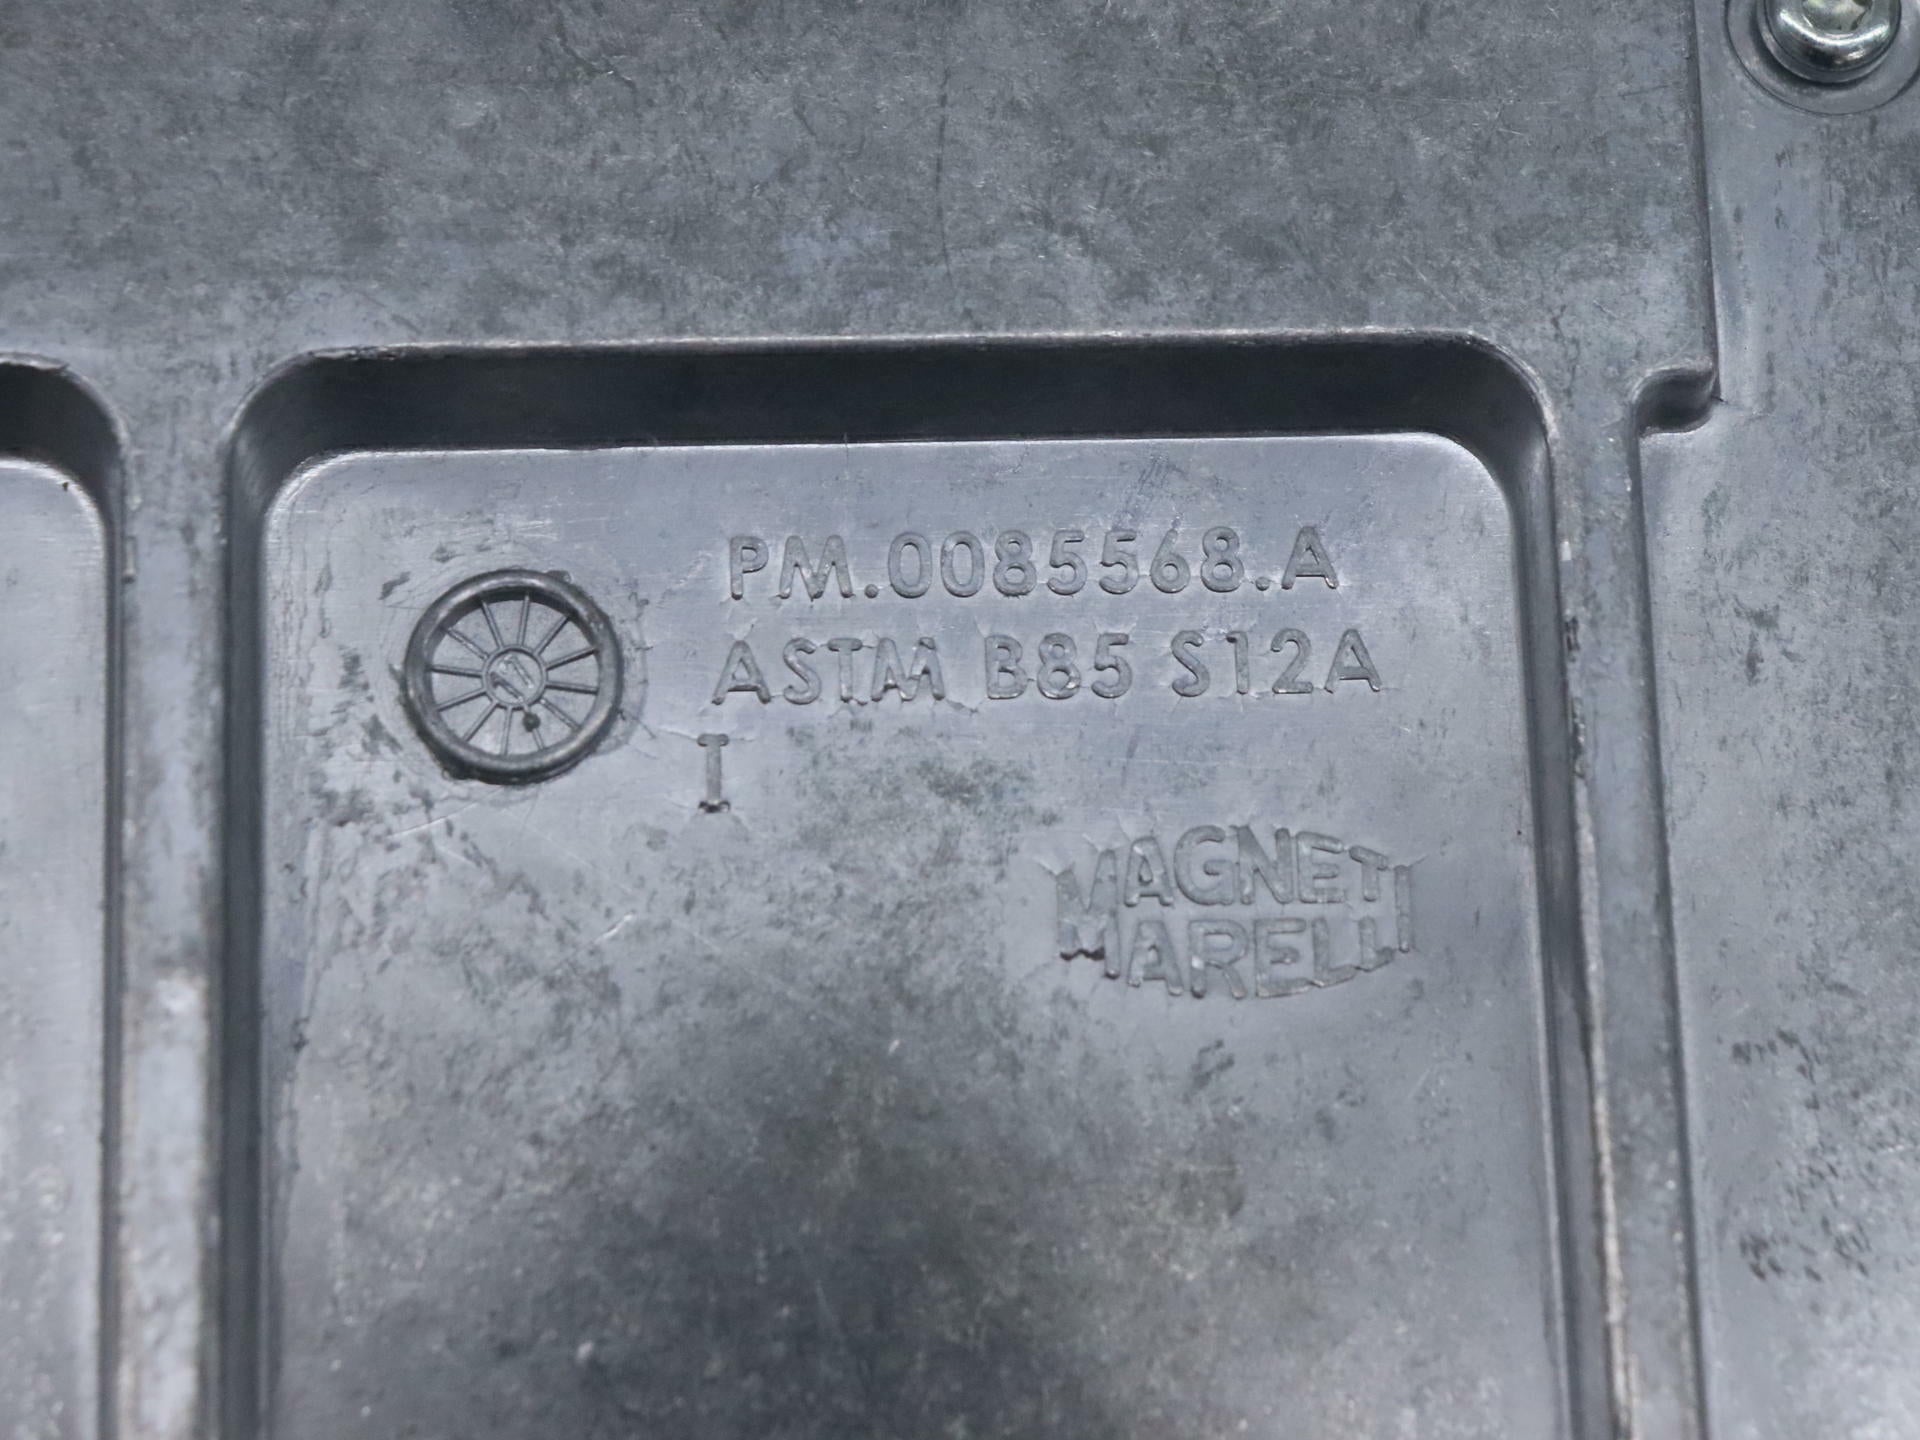 PM.0085568.A
ASTM B85 S12A
I
MAGNETI
MARELLI